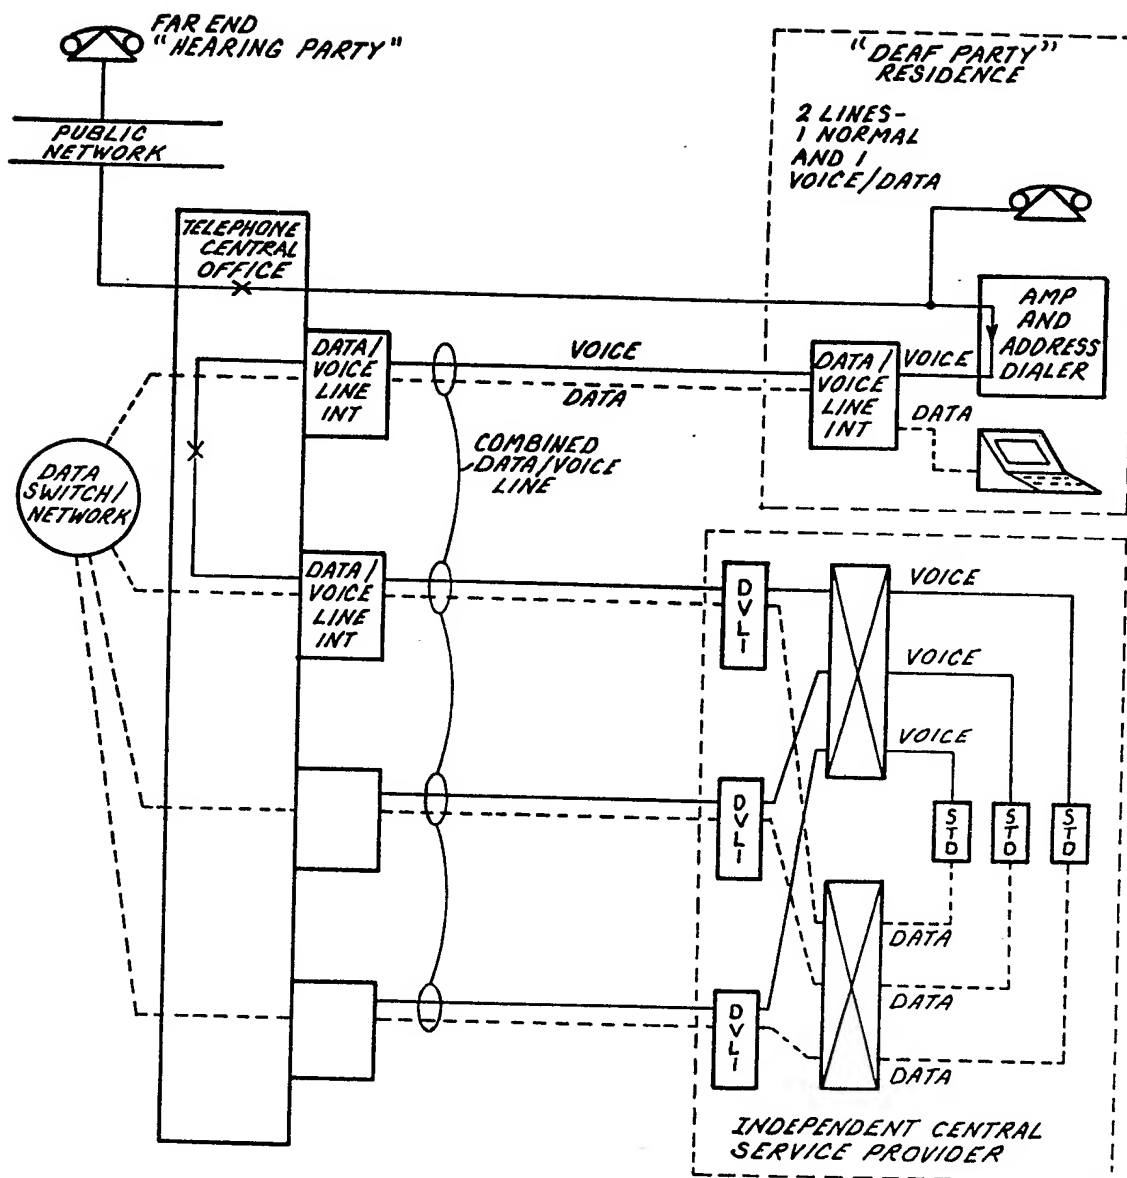 FAR END
"HEARING PARTY"
PUBLIC
NETWORK
"DEAF PARTY"
RESIDENCE
2 LINES-
1 NORMAL
AND 1
VOICE/DATA
TELEPHONE
CENTRAL
OFFICE
AMP
AND
ADDRESS
DIALER
DATA/
VOICE
LINE
INT
VOICE
DATA
DATA/
VOICE
LINE
INT
VOICE
DATA
COMBINED
DATA/VOICE
LINE
DATA
SWITCH/
NETWORK
DATA/
VOICE
LINE
INT
DVLI
VOICE
VOICE
VOICE
DVLI
STD
STD
STD
DATA
DATA
DVLI
DATA
INDEPENDENT CENTRAL
SERVICE PROVIDER